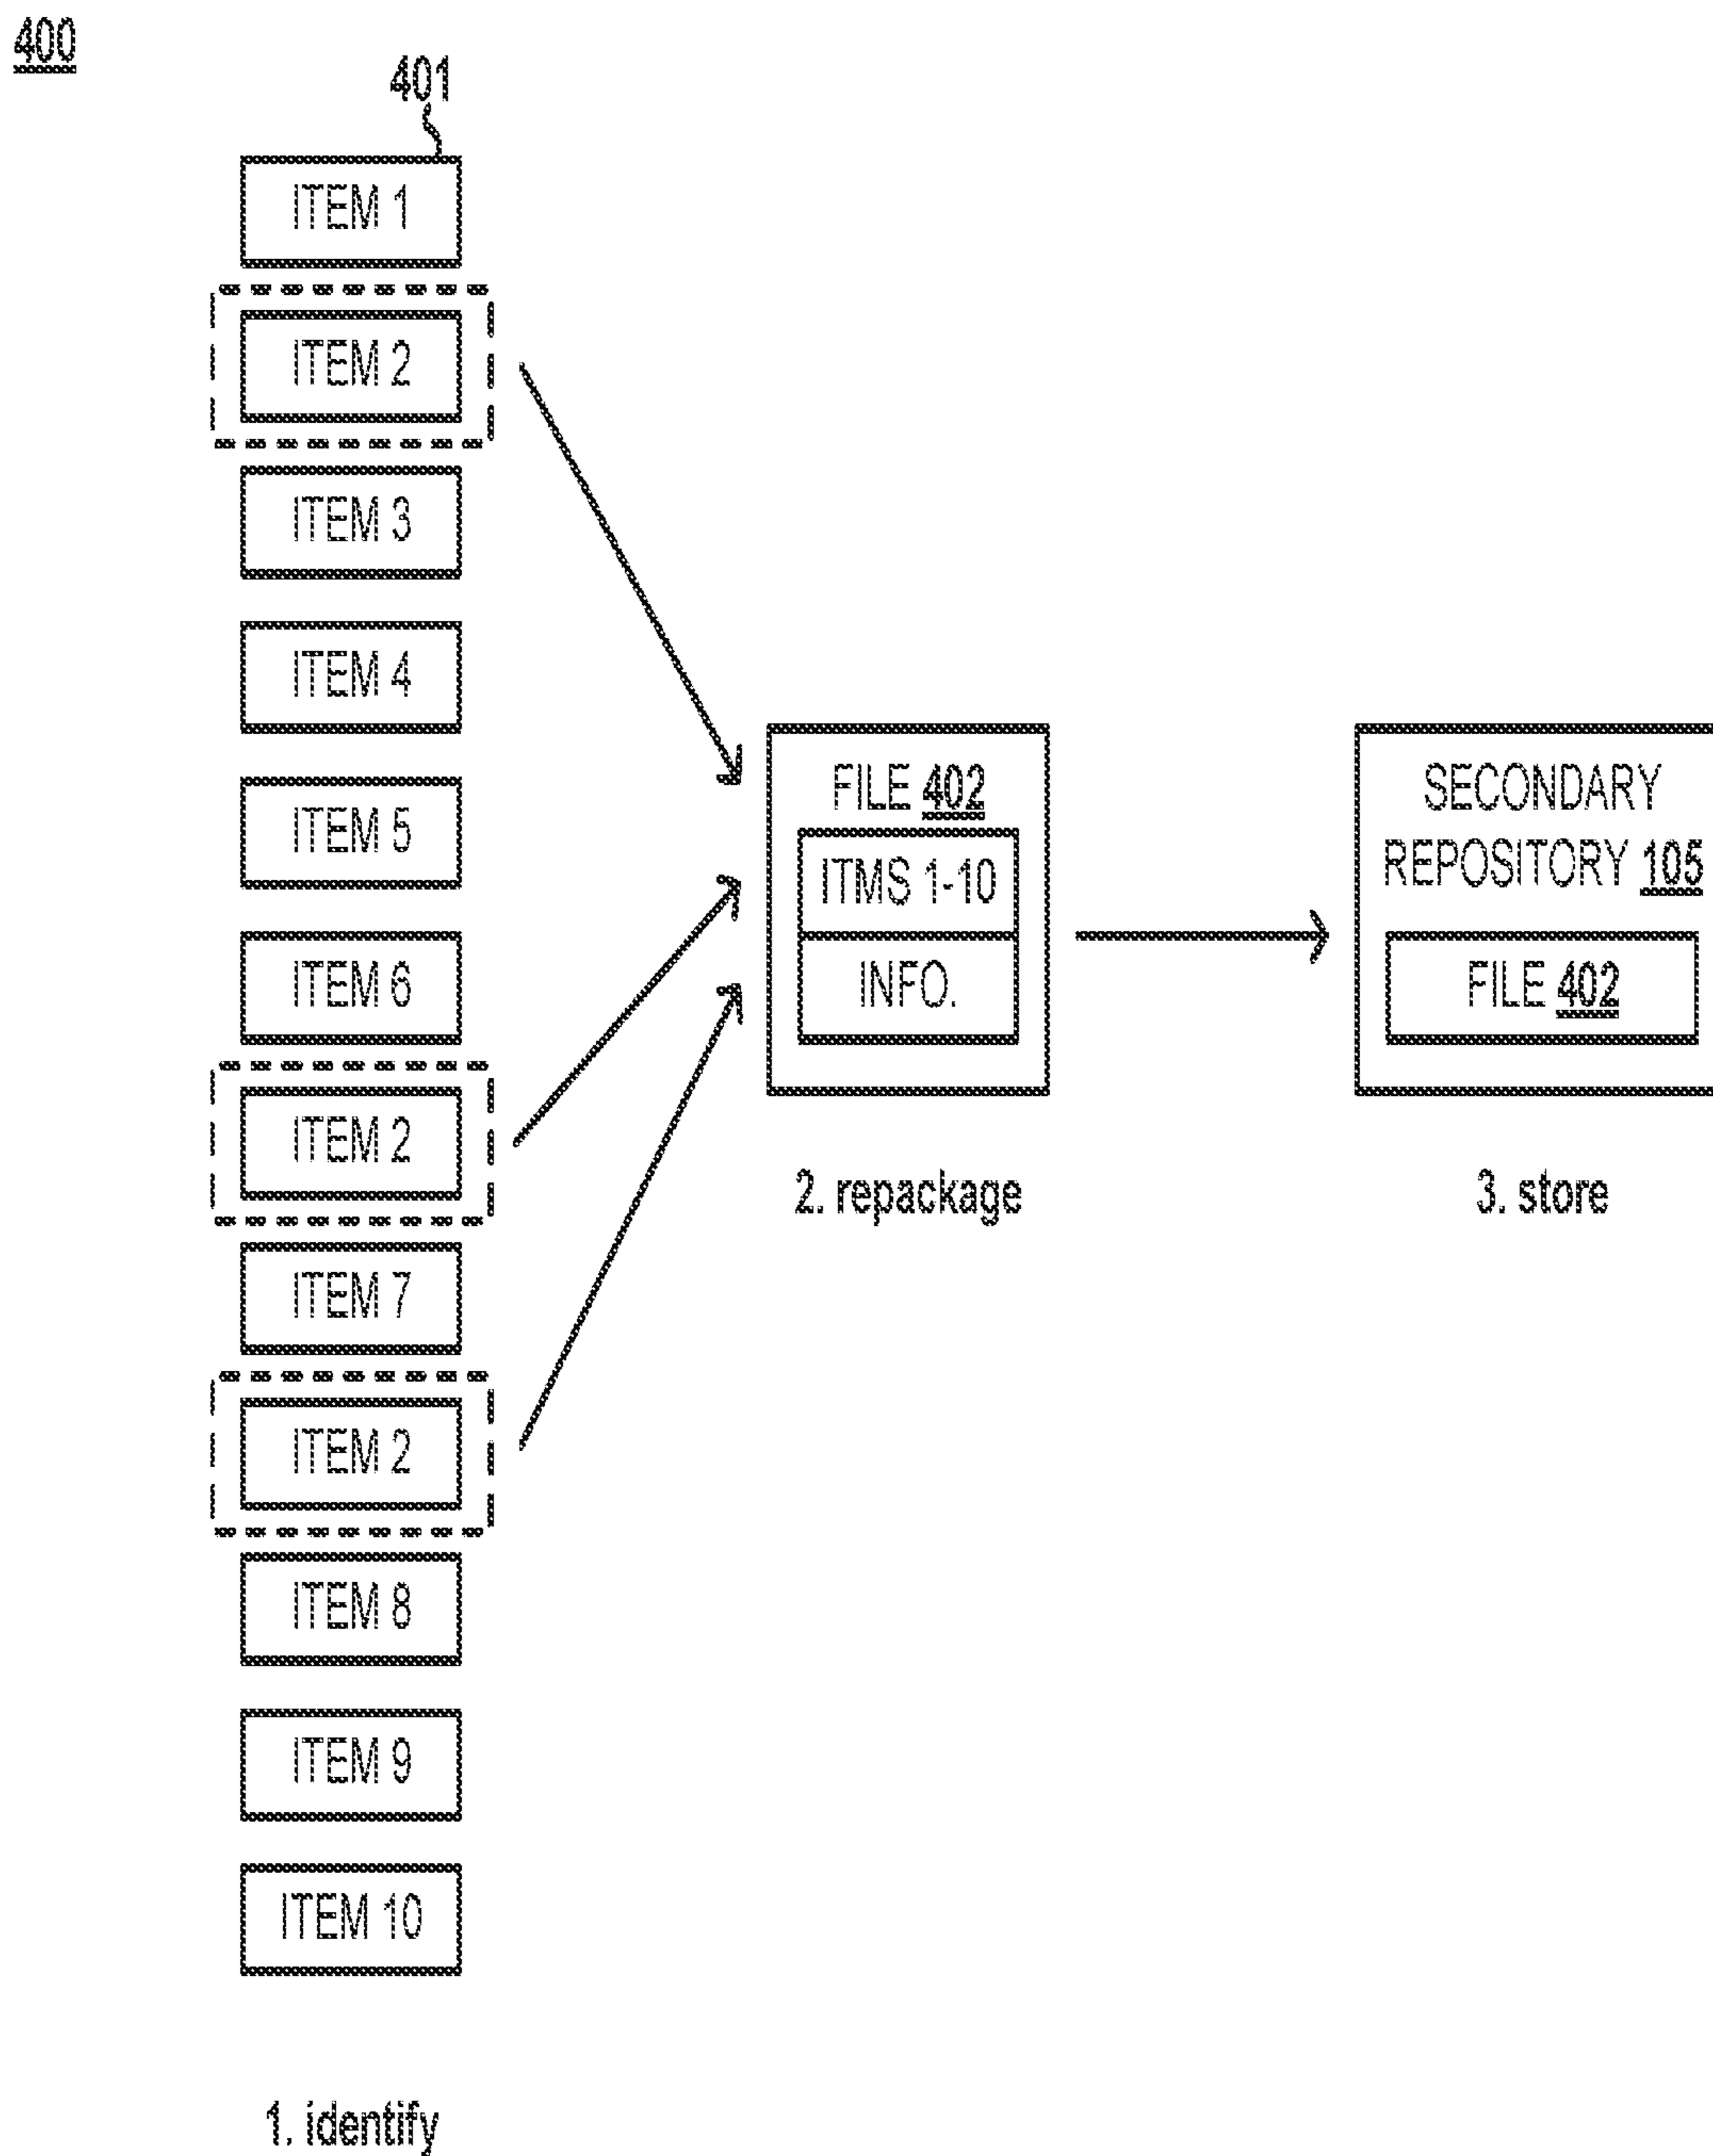 400
401
ITEM 1
ITEM 2
ITEM 3
ITEM 4
ITEM 5
ITEM 6
ITEM 2
ITEM 7
ITEM 2
ITEM 8
ITEM 9
ITEM 10
1. identify
FILE 402
ITMS 1-10
INFO.
2. repackage
SECONDARY
REPOSITORY 105
FILE 402
3. store